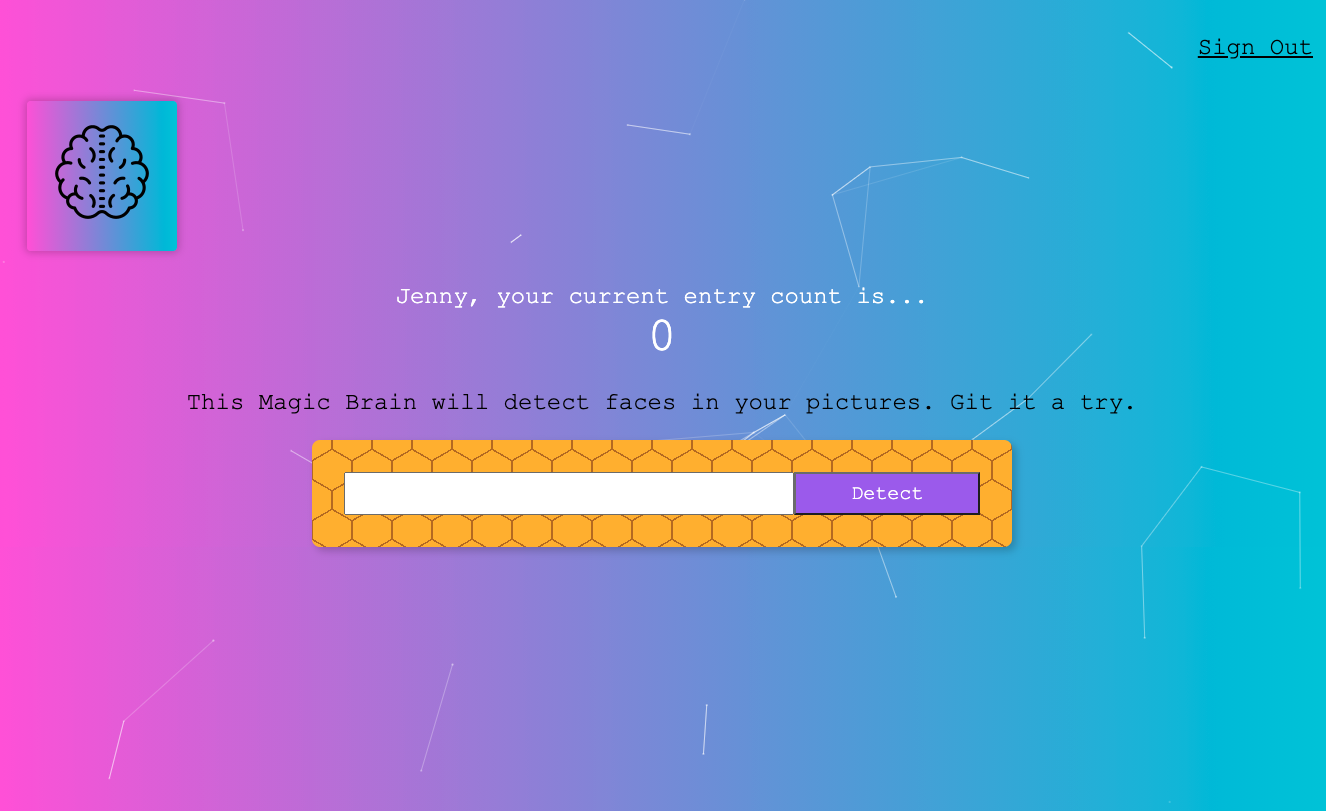 Sign Out
Jenny, your current entry count is...
0
This Magic Brain will detect faces in your pictures. Git it a try.
Detect